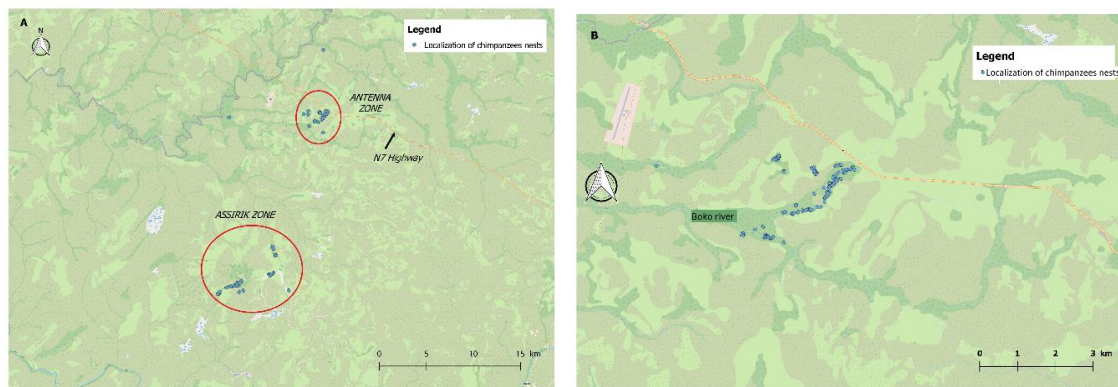 A
N
Legend
Localization of chimpanzees nests
ANTENNA
ZONE
N7 Highway
ASSIRIK ZONE
0 5 10 15 km
B
Legend
Localization of chimpanzees nests
Boko river
0 1 2 3 km